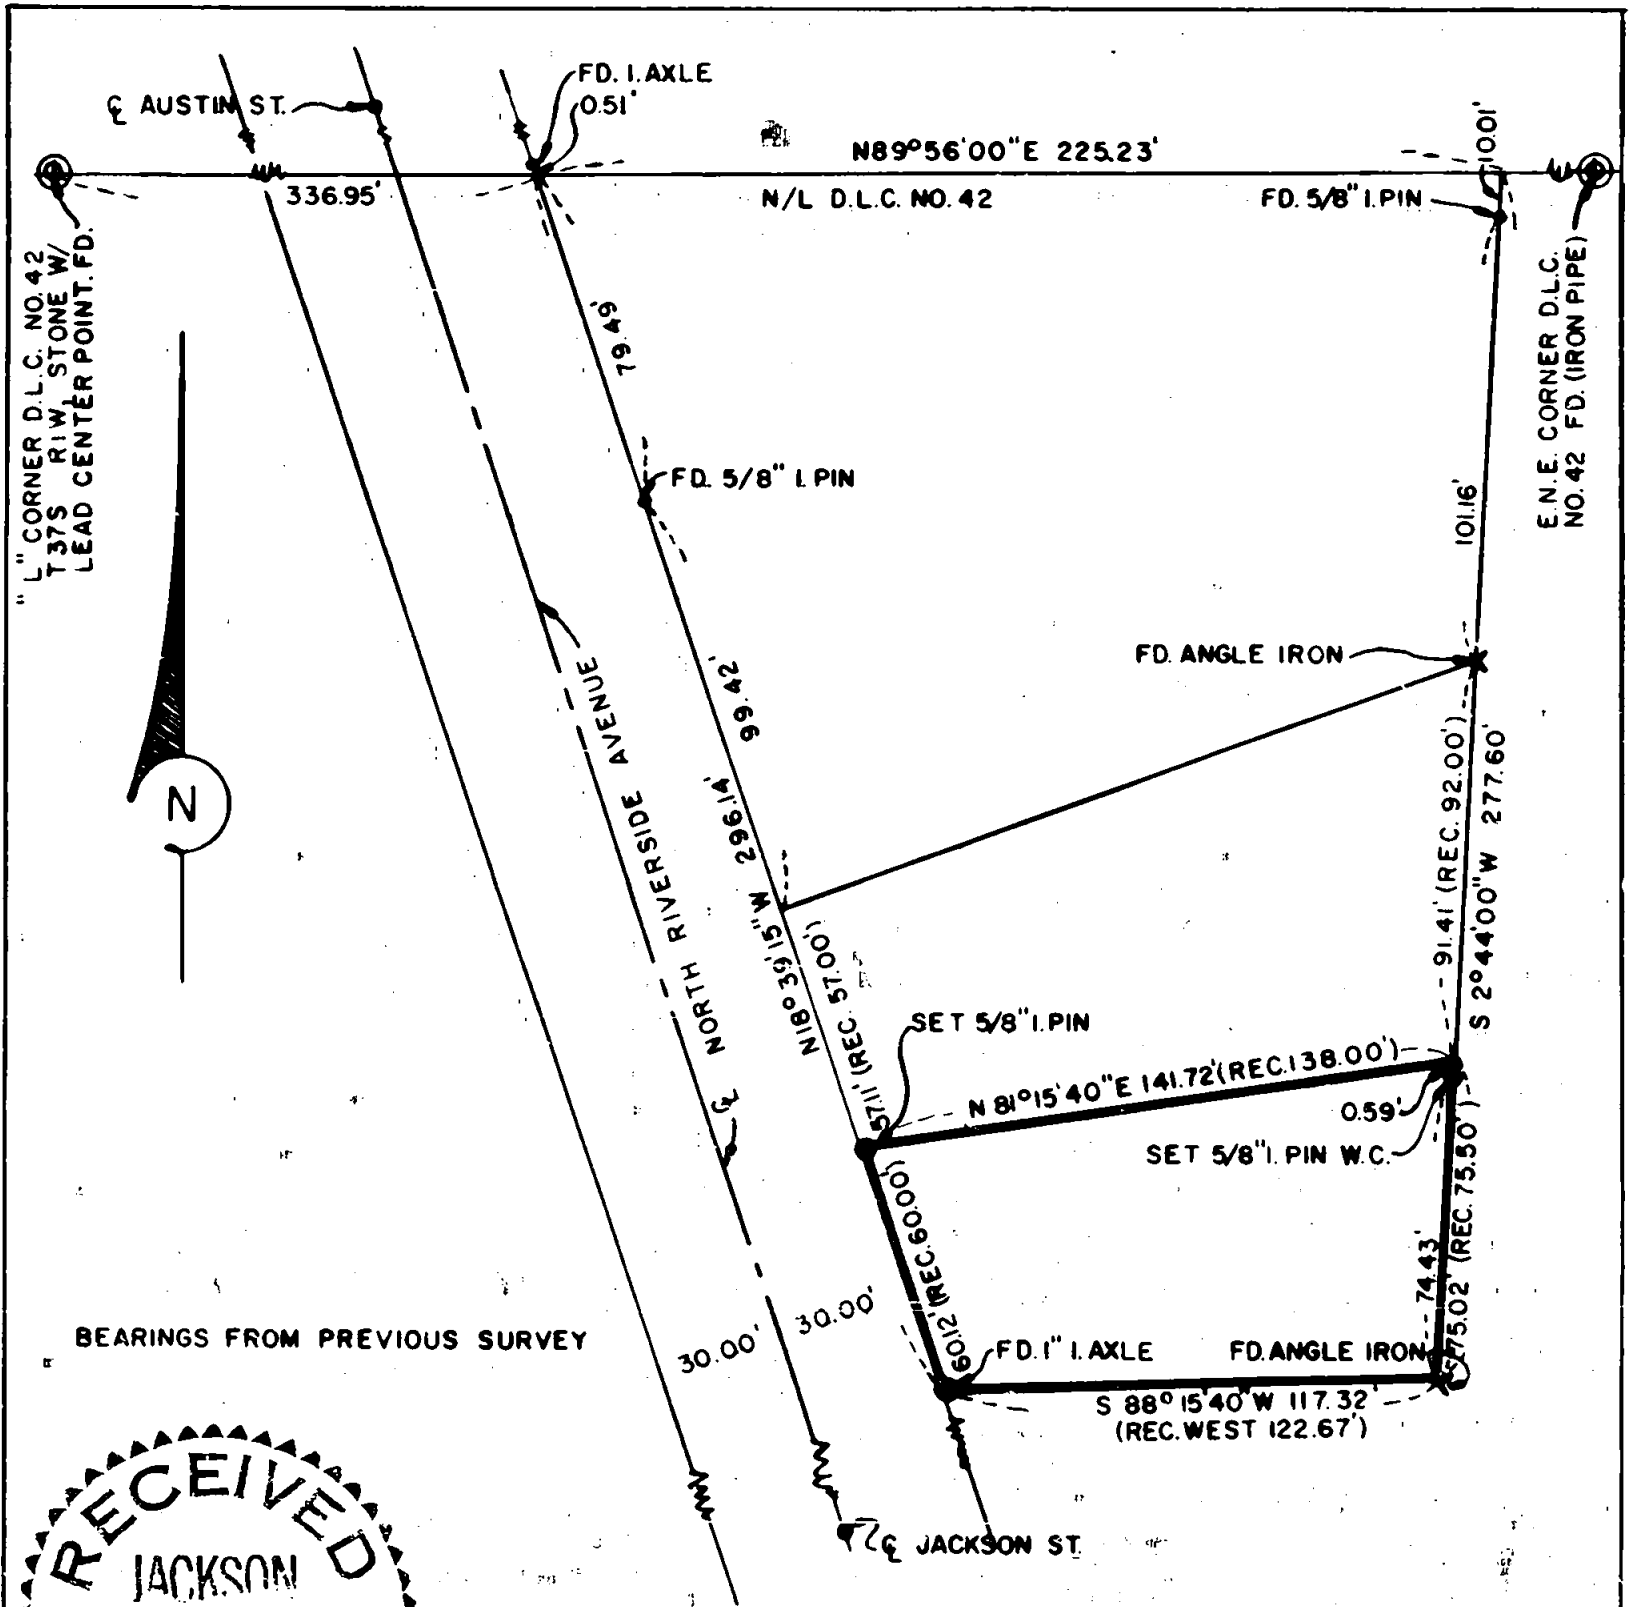 FD. I. AXLE
0.51'
℄ AUSTIN ST.
N89°56'00"E 225.23'
10.01'
336.95'
N/L D.L.C. NO. 42
FD. 5/8" I. PIN
"L" CORNER D.L.C. NO. 42
T37S R1W, STONE W/
LEAD CENTER POINT. FD.
E.N.E. CORNER D.L.C.
NO. 42 FD. (IRON PIPE)
79.49'
FD. 5/8" I. PIN
101.16'
99.42'
FD. ANGLE IRON
℄ NORTH RIVERSIDE AVENUE
N18° 39' 15" W 296.14'
91.41' (REC. 92.00')
S 2°44'00"W 277.60'
N
57.11' (REC. 57.00')
SET 5/8" I. PIN
N 81°15'40"E 141.72' (REC. 138.00')
0.59'
SET 5/8" I. PIN W.C.
60.12' (REC. 60.00')
74.43'
75.02' (REC. 75.50')
30.00'
30.00'
BEARINGS FROM PREVIOUS SURVEY
FD. 1" I. AXLE
FD. ANGLE IRON
S 88° 15' 40" W 117.32'
(REC. WEST 122.67')
℄ JACKSON ST.
RECEIVED
JACKSON